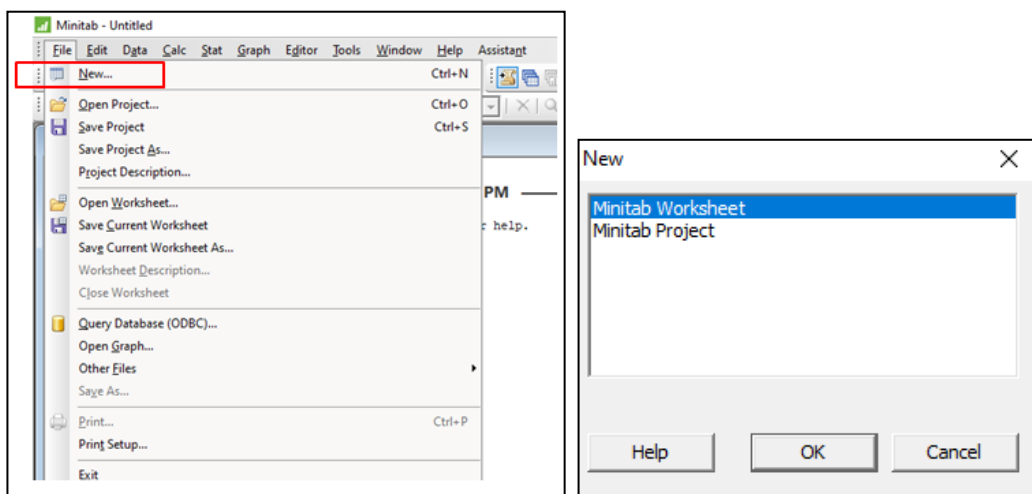 Minitab - Untitled
File Edit Data Calc Stat Graph Editor Tools Window Help Assistant
New... Ctrl+N
Open Project... Ctrl+O
Save Project Ctrl+S
Save Project As...
Project Description...
PM
Open Worksheet...
Save Current Worksheet
r help.
Save Current Worksheet As...
Worksheet Description...
Close Worksheet
Query Database (ODBC)...
Open Graph...
Other Files
Save As...
Print... Ctrl+P
Print Setup...
Exit
New
Minitab Worksheet
Minitab Project
Help OK Cancel